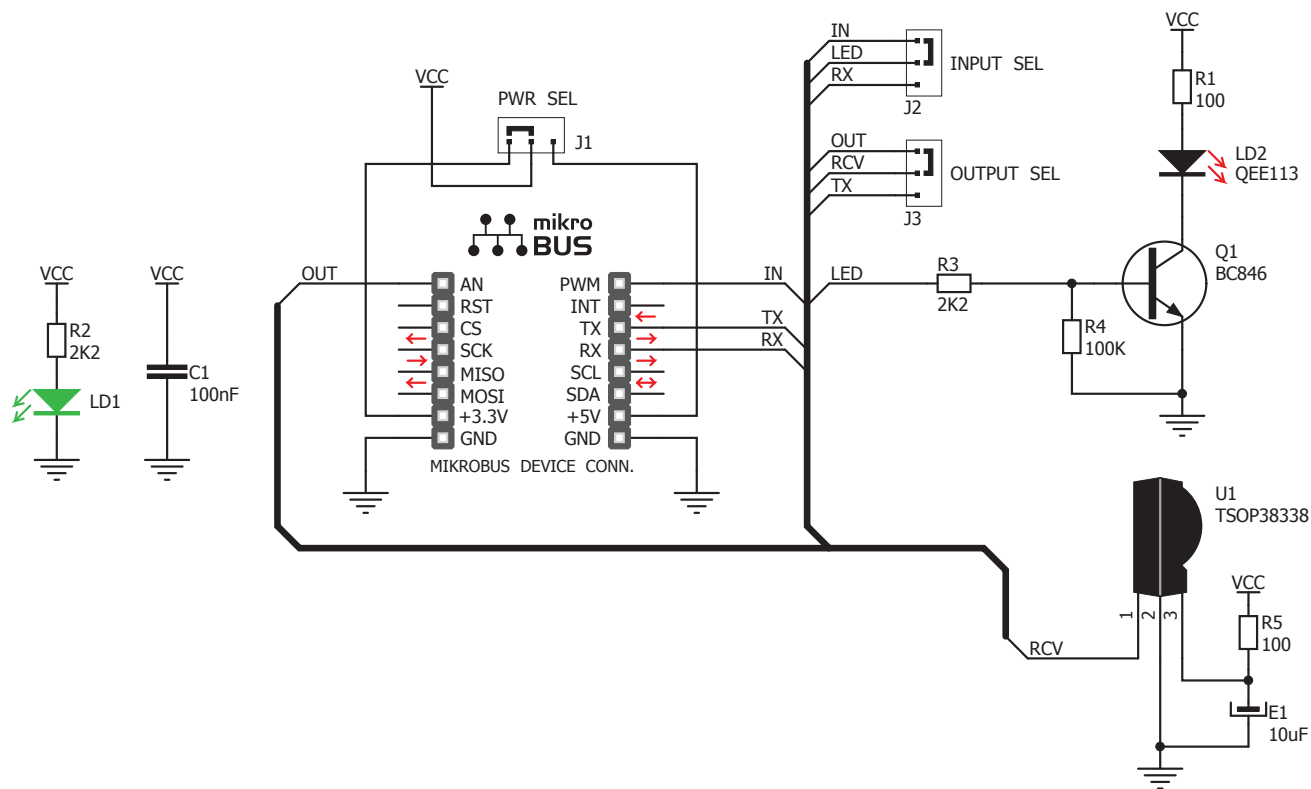 VCC
PWR SEL
J1
IN
LED
RX
J2
INPUT SEL
OUT
RCV
TX
J3
OUTPUT SEL
VCC
R1
100
LD2
QEE113
Q1
BC846
mikro
BUS
OUT
AN
RST
CS
SCK
MISO
MOSI
+3.3V
GND
PWM
INT
TX
RX
SCL
SDA
+5V
GND
MIKROBUS DEVICE CONN.
IN
TX
RX
LED
R3
2K2
R4
100K
VCC
R2
2K2
LD1
VCC
C1
100nF
U1
TSOP38338
1
2
3
RCV
VCC
R5
100
E1
10uF